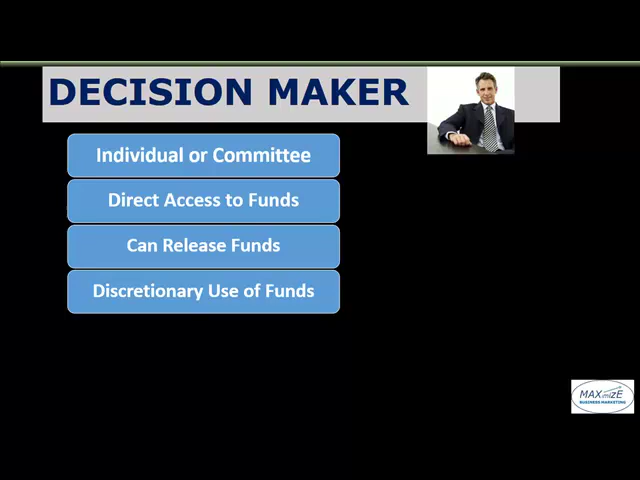 DECISION MAKER
Individual or Committee
Direct Access to Funds
Can Release Funds
Discretionary Use of Funds
MAXimizE
BUSINESS MARKETING